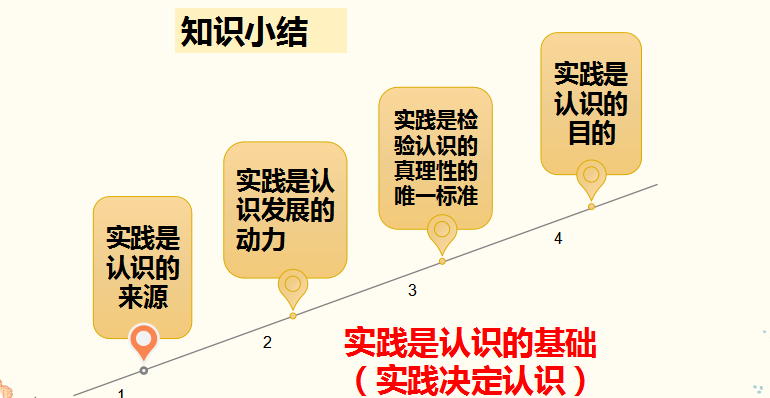 知识小结
实践是
认识的
来源
1
实践是认
识发展的
动力
2
实践是检
验认识的
真理性的
唯一标准
3
实践是
认识的
目的
4
实践是认识的基础
（实践决定认识）